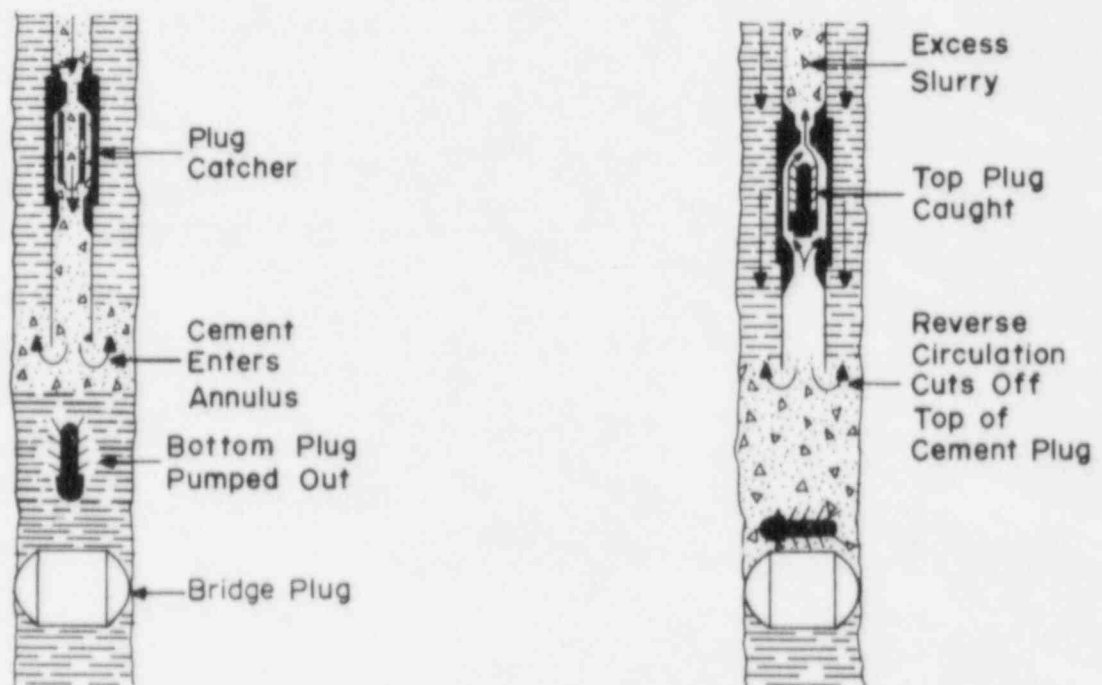 Plug
Catcher
Cement
Enters
Annulus
Bottom Plug
Pumped Out
Bridge Plug
Excess
Slurry
Top Plug
Caught
Reverse
Circulation
Cuts Off
Top of
Cement Plug